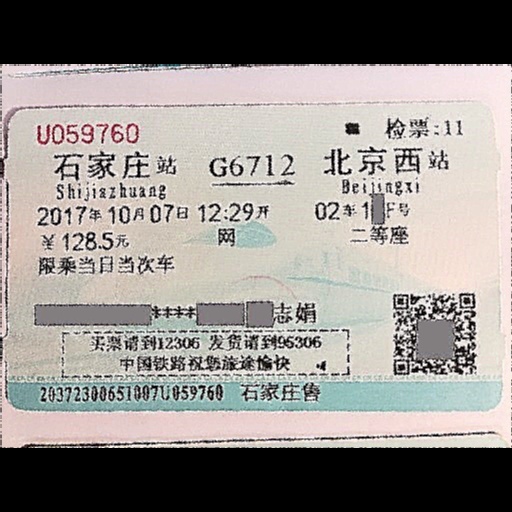 U059760 检票:11
石家庄站 G6712 北京西站
Shijiazhuang Beijingxi
2017年10月07日12:29开 02车1 F号
￥128.5元 网 二等座
限乘当日当次车
****志娟
买票请到12306 发货请到95306
中国铁路祝您旅途愉快
20372300651007U059760 石家庄售